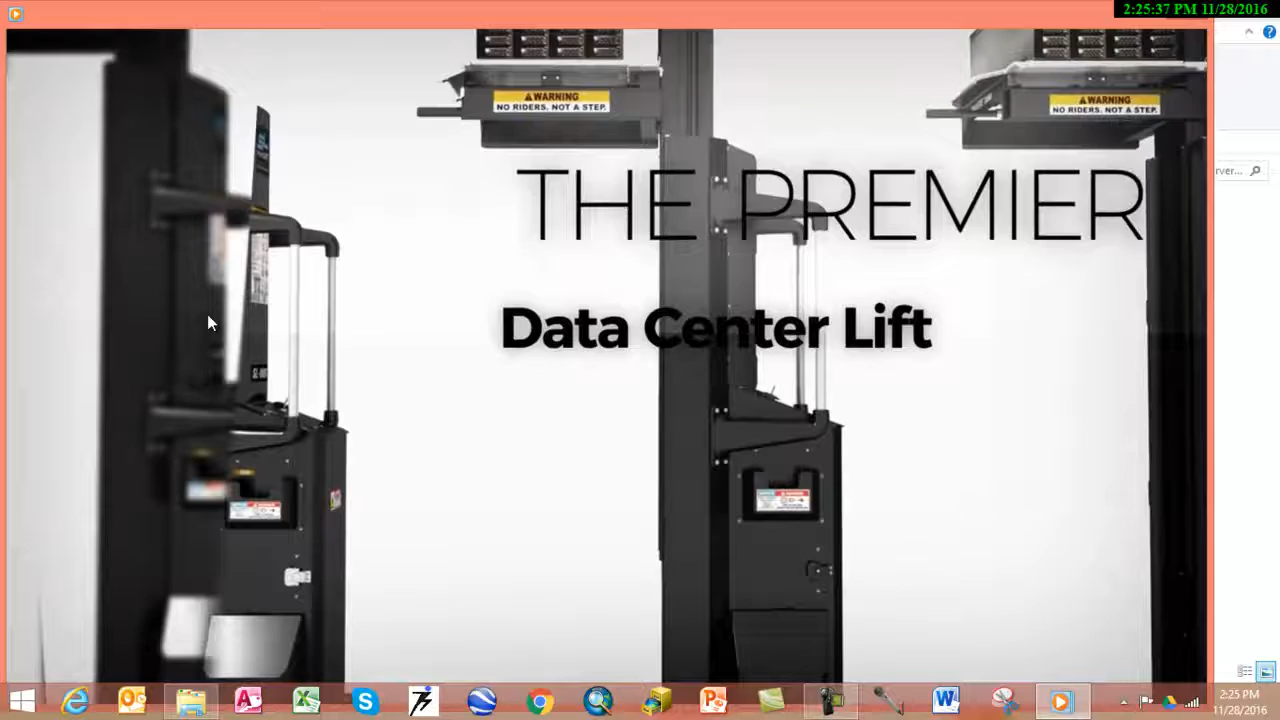 2:25:37 PM 11/28/2016
WARNING
NO RIDERS. NOT A STEP.
WARNING
NO RIDERS. NOT A STEP.
rver...
THE PREMIER
Data Center Lift
2:25 PM
11/28/2016